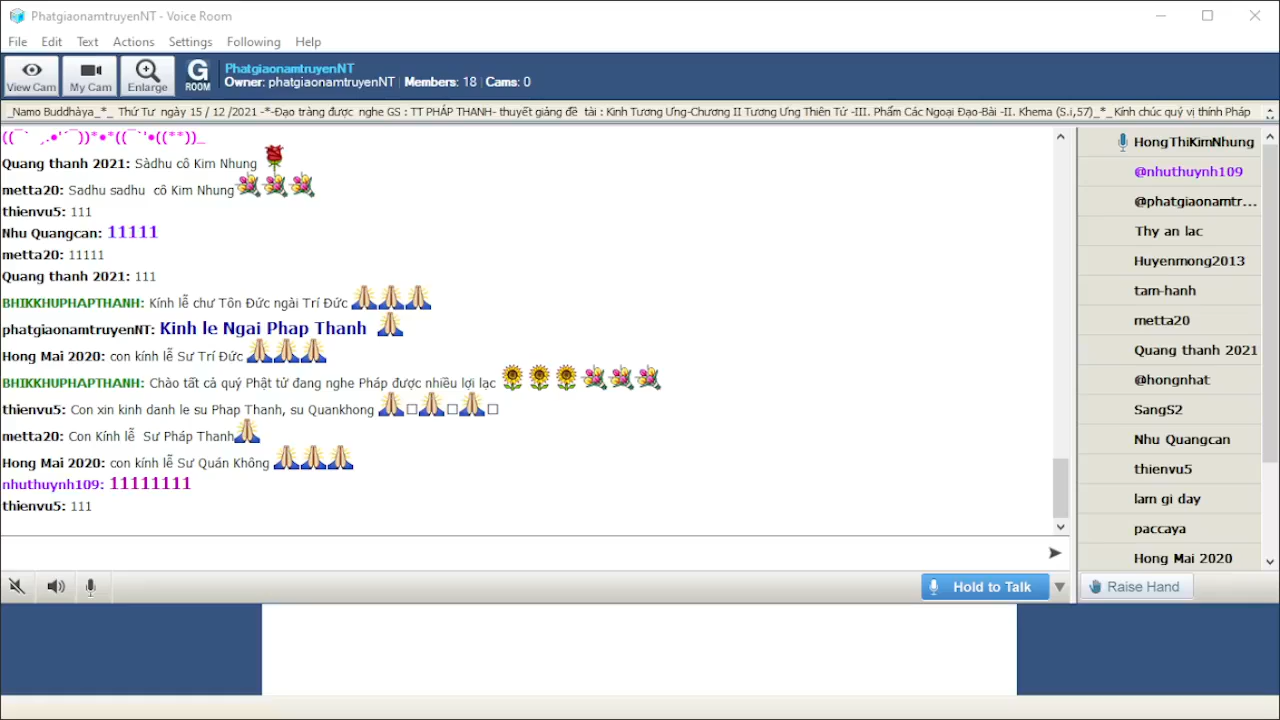 PhatgiaonamtruyenNT - Voice Room
File Edit Text Actions Settings Following Help
View Cam My Cam Enlarge G ROOM
PhatgiaonamtruyenNT
Owner: phatgiaonamtruyenNT | Members: 18 | Cams: 0
_Namo Buddhàya_*_ Thứ Tư ngày 15 / 12 /2021 -*-Đạo tràng được nghe GS : TT PHÁP THANH- thuyết giảng đề tài : Kinh Tương Ưng-Chương II Tương Ưng Thiên Tử -III. Phẩm Các Ngoại Đạo-Bài -II. Khema (S.i,57)_*_Kính chúc quý vị thính Pháp
Quang thanh 2021: Sàdhu cô Kim Nhung
metta20: Sadhu sadhu cô Kim Nhung
thienvu5: 111
Nhu Quangcan: 11111
metta20: 11111
Quang thanh 2021: 111
BHIKKHUPHAPTHANH: Kính lễ chư Tôn Đức ngài Trí Đức
phatgiaonamtruyenNT: Kinh le Ngai Phap Thanh
Hong Mai 2020: con kính lễ Sư Trí Đức
BHIKKHUPHAPTHANH: Chào tất cả quý Phật tử đang nghe Pháp được nhiều lợi lạc
thienvu5: Con xin kinh danh le su Phap Thanh, su Quankhong
metta20: Con Kính lễ Sư Pháp Thanh
Hong Mai 2020: con kính lễ Sư Quán Không
nhuthuynh109: 11111111
thienvu5: 111
Hold to Talk
HongThiKimNhung
@nhuthuynh109
@phatgiaonamtr...
Thy an lac
Huyenmong2013
tam-hanh
metta20
Quang thanh 2021
@hongnhat
SangS2
Nhu Quangcan
thienvu5
lam gi day
paccaya
Hong Mai 2020
Raise Hand